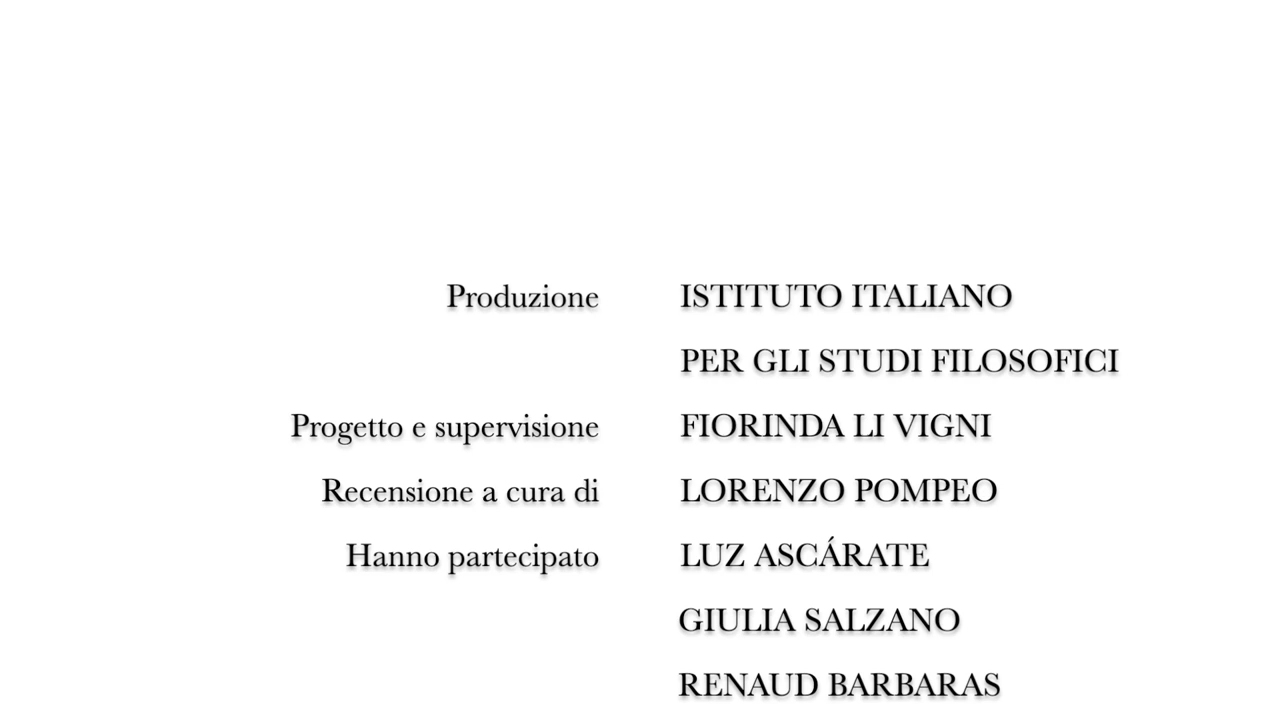 Produzione ISTITUTO ITALIANO
PER GLI STUDI FILOSOFICI
Progetto e supervisione FIORINDA LI VIGNI
Recensione a cura di LORENZO POMPEO
Hanno partecipato LUZ ASCÁRATE
GIULIA SALZANO
RENAUD BARBARAS